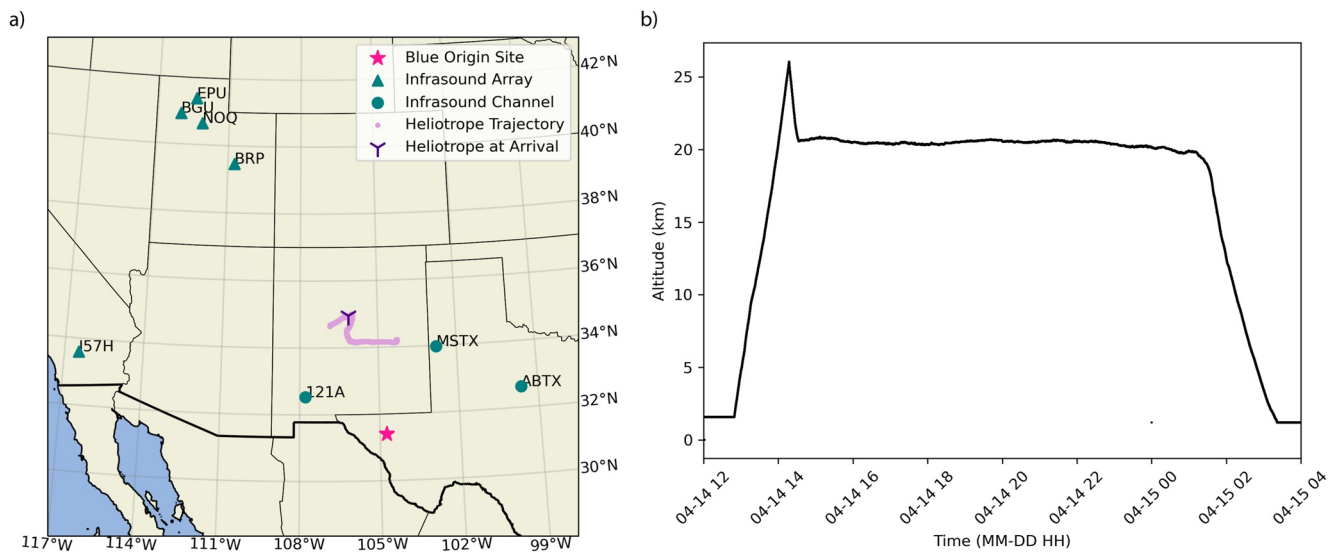 a)
Blue Origin Site
Infrasound Array
Infrasound Channel
Heliotrope Trajectory
Heliotrope at Arrival
EPU
BGU
NOQ
BRP
I57H
MSTX
ABTX
121A
42°N
40°N
38°N
36°N
34°N
32°N
30°N
117°W
114°W
111°W
108°W
105°W
102°W
99°W
b)
Altitude (km)
25
20
15
10
5
0
04-14 12
04-14 14
04-14 16
04-14 18
04-14 20
04-14 22
04-15 00
04-15 02
04-15 04
Time (MM-DD HH)